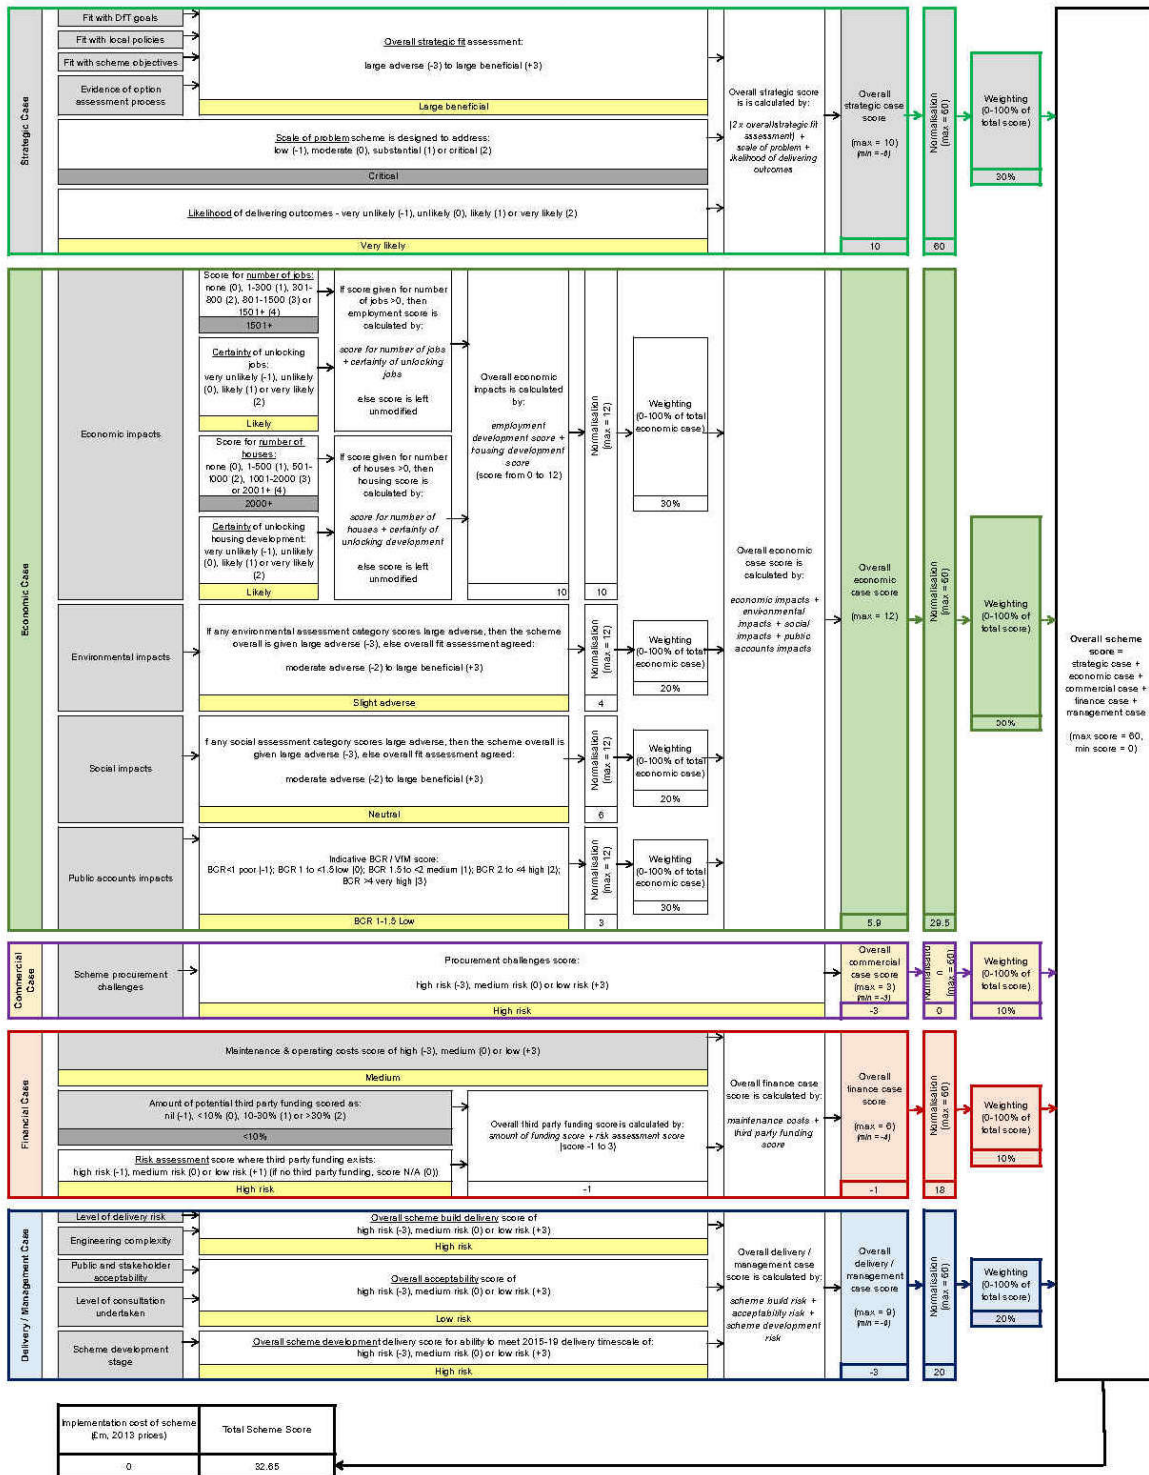 Strategic Case
Fit with DfT goals
Fit with local policies
Fit with scheme objectives
Evidence of option
assessment process
Overall strategic fit assessment:
large adverse (-3) to large beneficial (+3)
Large beneficial
Scale of problem scheme is designed to address:
low (-1), moderate (0), substantial (1) or critical (2)
Critical
Likelihood of delivering outcomes - very unlikely (-1), unlikely (0), likely (1) or very likely (2)
Very likely
Overall strategic score
is is calculated by:
(2 x overall strategic fit
assessment) +
scale of problem +
likelihood of delivering
outcomes
Overall
strategic case
score
(max = 10)
(min = -6)
10
Normalisation
(max = 60)
60
Weighting
(0-100% of
total score)
30%
Economic Case
Economic impacts
Score for number of jobs:
none (0), 1-300 (1), 301-
800 (2), 801-1500 (3) or
1501+ (4)
1501+
Certainty of unlocking
jobs:
very unlikely (-1), unlikely
(0), likely (1) or very likely
(2)
Likely
Score for number of
houses:
none (0), 1-500 (1), 501-
1000 (2), 1001-2000 (3)
or 2001+ (4)
2000+
Certainty of unlocking
housing development:
very unlikely (-1), unlikely
(0), likely (1) or very likely
(2)
Likely
If score given for number
of jobs >0, then
employment score is
calculated by:
score for number of jobs
+ certainty of unlocking
jobs
else score is left
unmodified
If score given for number
of houses >0, then
housing score is
calculated by:
score for number of
houses + certainty of
unlocking development
else score is left
unmodified
Overall economic
impacts is calculated
by:
employment
development score +
housing development
score
(score from 0 to 12)
10
Normalisation
(max = 12)
10
Weighting
(0-100% of total
economic case)
30%
Environmental impacts
If any environmental assessment category scores large adverse, then the scheme
overall is given large adverse (-3), else overall fit assessment agreed:
moderate adverse (-2) to large beneficial (+3)
Slight adverse
Normalisation
(max = 12)
4
Weighting
(0-100% of total
economic case)
20%
Social impacts
f any social assessment category scores large adverse, then the scheme overall is
given large adverse (-3), else overall fit assessment agreed:
moderate adverse (-2) to large beneficial (+3)
Neutral
Normalisation
(max = 12)
6
Weighting
(0-100% of total
economic case)
20%
Public accounts impacts
Indicative BCR / VfM score:
BCR<1 poor (-1); BCR 1 to <1.5 low (0); BCR 1.5 to <2 medium (1); BCR 2 to <4 high (2);
BCR >4 very high (3)
BCR 1-1.5 Low
Normalisation
(max = 12)
3
Weighting
(0-100% of total
economic case)
30%
Overall economic
case score is
calculated by:
economic impacts +
environmental
impacts + social
impacts + public
accounts impacts
Overall
economic
case score
(max = 12)
5.9
Normalisation
(max = 60)
29.5
Weighting
(0-100% of
total score)
30%
Commercial
Case
Scheme procurement
challenges
Procurement challenges score:
high risk (-3), medium risk (0) or low risk (+3)
High risk
Overall
commercial
case score
(max = 3)
(min = -3)
-3
Normalisatio
n
(max = 60)
0
Weighting
(0-100% of
total score)
10%
Financial Case
Maintenance & operating costs score of high (-3), medium (0) or low (+3)
Medium
Amount of potential third party funding scored as:
nil (-1), <10% (0), 10-30% (1) or >30% (2)
<10%
Risk assessment score where third party funding exists:
high risk (-1), medium risk (0) or low risk (+1) (if no third party funding, score N/A (0))
High risk
Overall third party funding score is calculated by:
amount of funding score + risk assessment score
(score -1 to 3)
-1
Overall finance case
score is calculated by:
maintenance costs +
third party funding
score
Overall
finance case
score
(max = 6)
(min = -4)
-1
Normalisation
(max = 60)
18
Weighting
(0-100% of
total score)
10%
Delivery / Management Case
Level of delivery risk
Engineering complexity
Public and stakeholder
acceptability
Level of consultation
undertaken
Scheme development
stage
Overall scheme build delivery score of
high risk (-3), medium risk (0) or low risk (+3)
High risk
Overall acceptability score of
high risk (-3), medium risk (0) or low risk (+3)
Low risk
Overall scheme development delivery score for ability to meet 2015-19 delivery timescale of:
high risk (-3), medium risk (0) or low risk (+3)
High risk
Overall delivery /
management case
score is calculated by:
scheme build risk +
acceptability risk +
scheme development
risk
Overall
delivery /
management
case score
(max = 9)
(min = -9)
-3
Normalisation
(max = 60)
20
Weighting
(0-100% of
total score)
20%
Overall scheme
score =
strategic case +
economic case +
commercial case +
finance case +
management case
(max score = 60,
min score = 0)
Implementation cost of scheme
(£m, 2013 prices)
Total Scheme Score
0
32.65